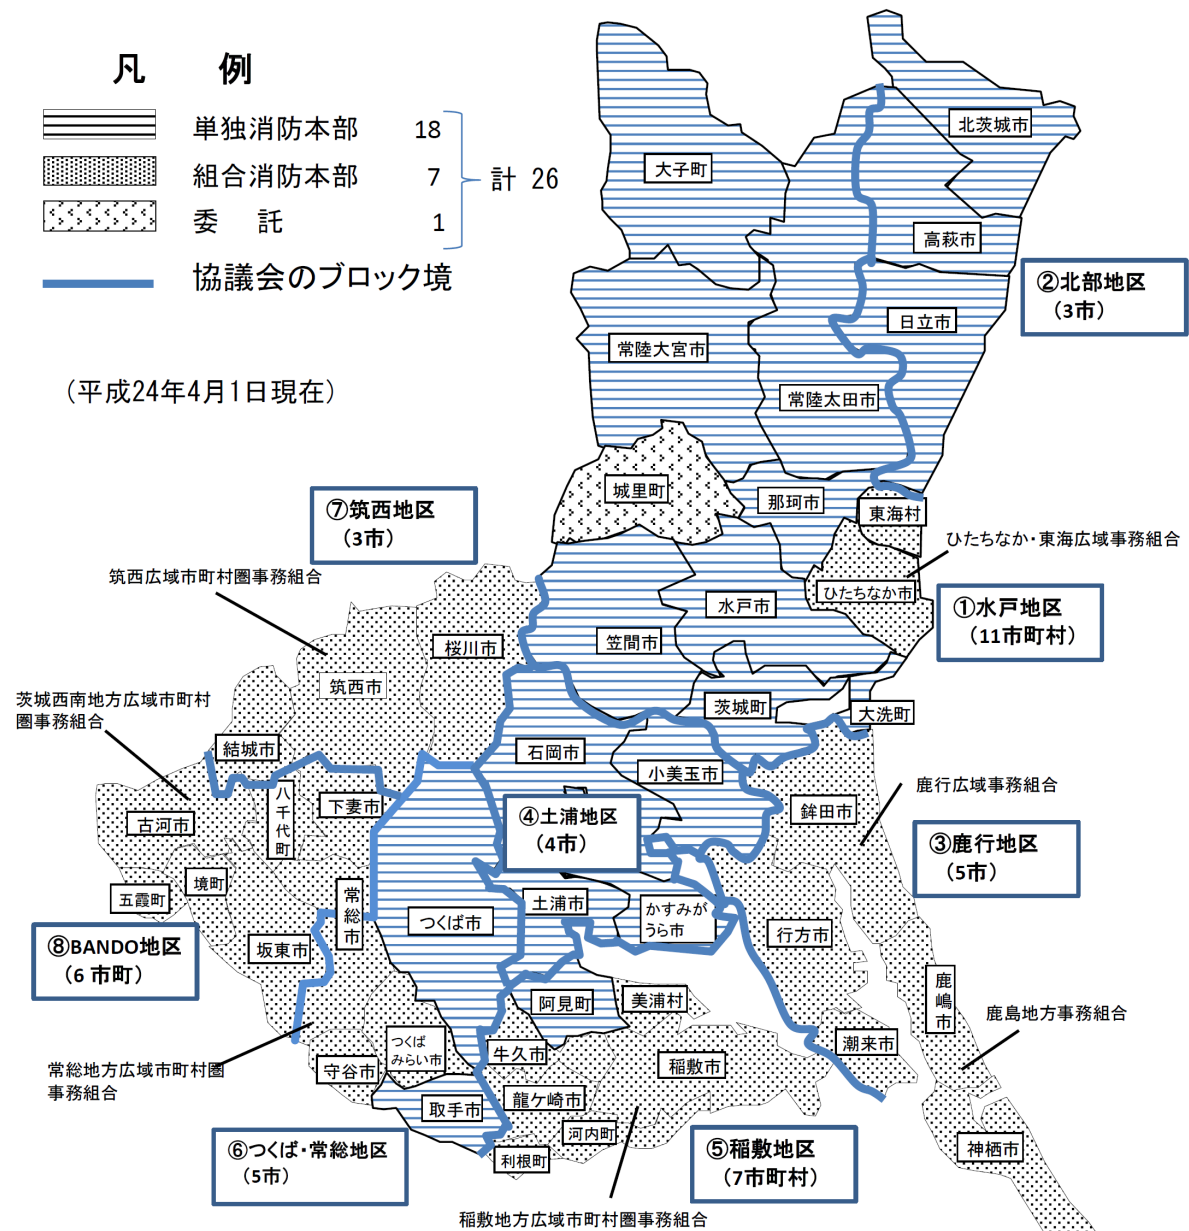 凡 例
単独消防本部 18
組合消防本部 7
委 託 1
計 26
協議会のブロック境
（平成24年4月1日現在）
北茨城市
大子町
高萩市
②北部地区
（3市）
日立市
常陸大宮市
常陸太田市
城里町
那珂市
東海村
⑦筑西地区
（3市）
ひたちなか・東海広域事務組合
筑西広域市町村圏事務組合
ひたちなか市
水戸市
①水戸地区
（11市町村）
桜川市
笠間市
筑西市
茨城西南地方広域市町村
圏事務組合
茨城町
大洗町
結城市
石岡市
小美玉市
鹿行広域事務組合
八千代町
下妻市
鉾田市
古河市
④土浦地区
（4市）
③鹿行地区
（5市）
境町
五霞町
常総市
土浦市
かすみが
うら市
つくば市
行方市
⑧BANDO地区
（6 市町）
坂東市
鹿嶋市
美浦村
阿見町
鹿島地方事務組合
つくば
みらい市
牛久市
潮来市
稲敷市
守谷市
常総地方広域市町村圏
事務組合
龍ケ崎市
取手市
河内町
⑥つくば・常総地区
（5市）
利根町
⑤稲敷地区
（7市町村）
神栖市
稲敷地方広域市町村圏事務組合